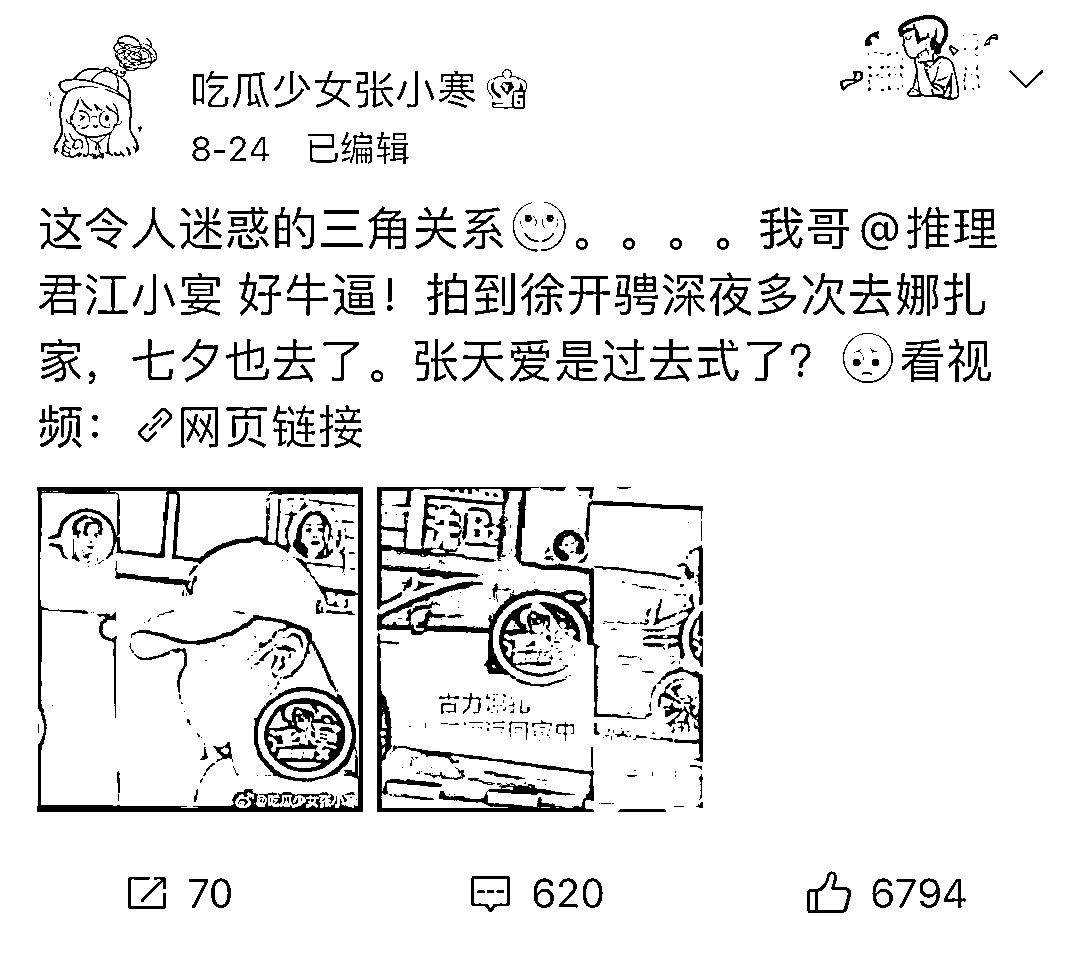 吃瓜少女张小寒
8-24 已编辑
这令人迷惑的三角关系。。。。我哥@推理
君江小宴 好牛逼！拍到徐开骋深夜多次去娜扎
家，七夕也去了。张天爱是过去式了？看视
频：网页链接
古力娜扎
@吃瓜少女张小寒
70 620 6794